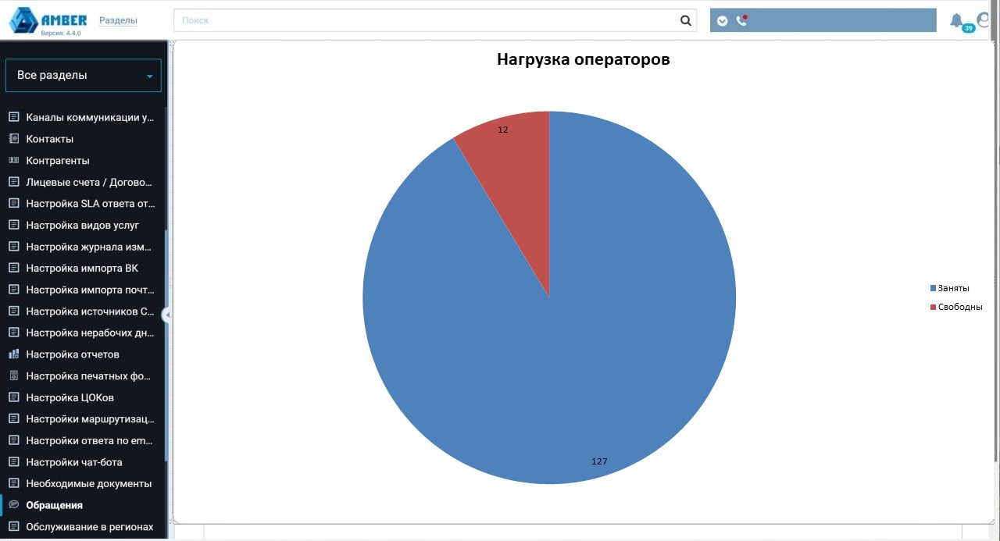 AMBER
Версия: 4.4.0
Разделы
Поиск
39
Все разделы
Каналы коммуникации у...
Контакты
Контрагенты
Лицевые счета / Догово...
Настройка SLA ответа от...
Настройка видов услуг
Настройка журнала изм...
Настройка импорта ВК
Настройка импорта почт...
Настройка источников С...
Настройка нерабочих дн...
Настройка отчетов
Настройка печатных фо...
Настройка ЦОКов
Настройки маршрутизац...
Настройки ответа по em...
Настройки чат-бота
Необходимые документы
Обращения
Обслуживание в регионах
Нагрузка операторов
12
127
Заняты
Свободны